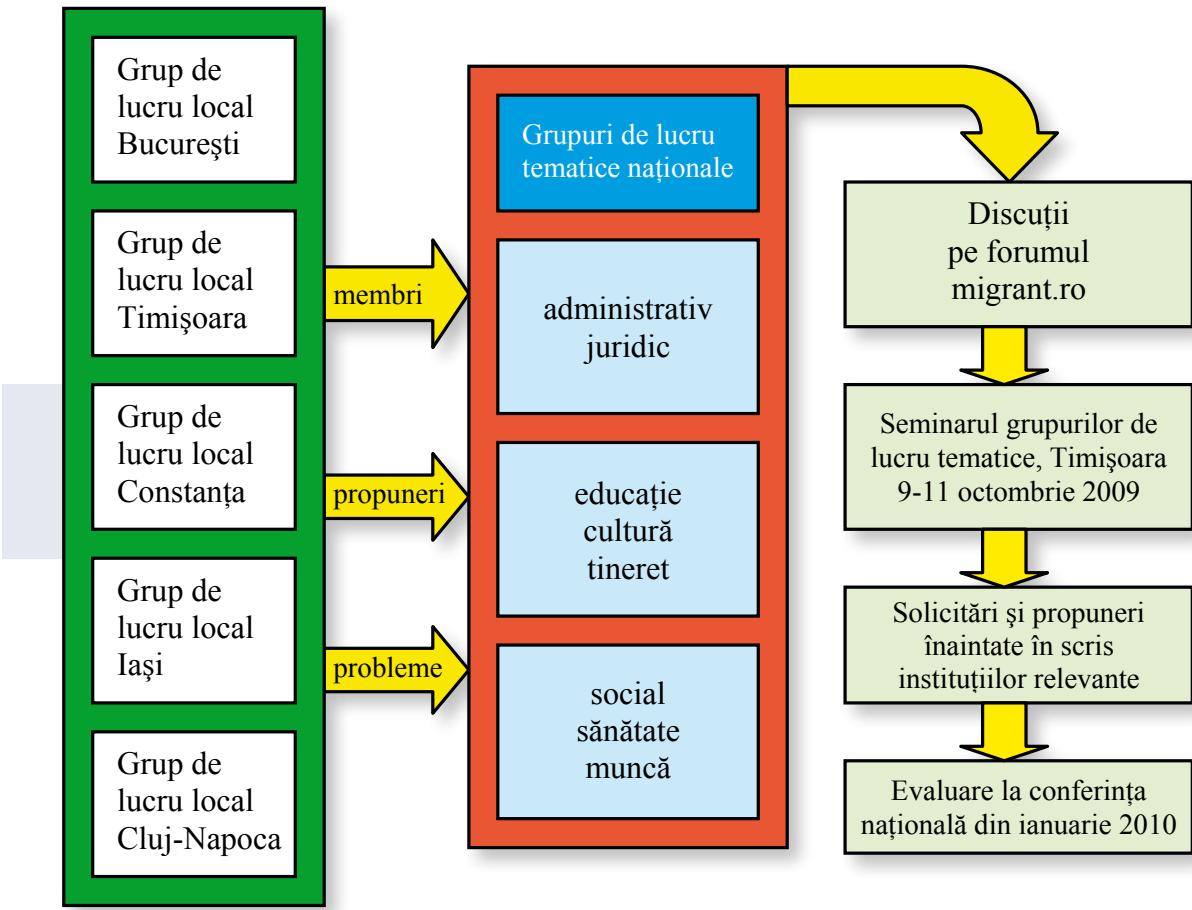 Grup de
lucru local
Bucureşti
Grup de
lucru local
Timişoara
Grup de
lucru local
Constanța
Grup de
lucru local
Iaşi
Grup de
lucru local
Cluj-Napoca
membri
propuneri
probleme
Grupuri de lucru
tematice naționale
administrativ
juridic
educație
cultură
tineret
social
sănătate
muncă
Discuții
pe forumul
migrant.ro
Seminarul grupurilor de
lucru tematice, Timişoara
9-11 octombrie 2009
Solicitări şi propuneri
înaintate în scris
instituțiilor relevante
Evaluare la conferința
națională din ianuarie 2010